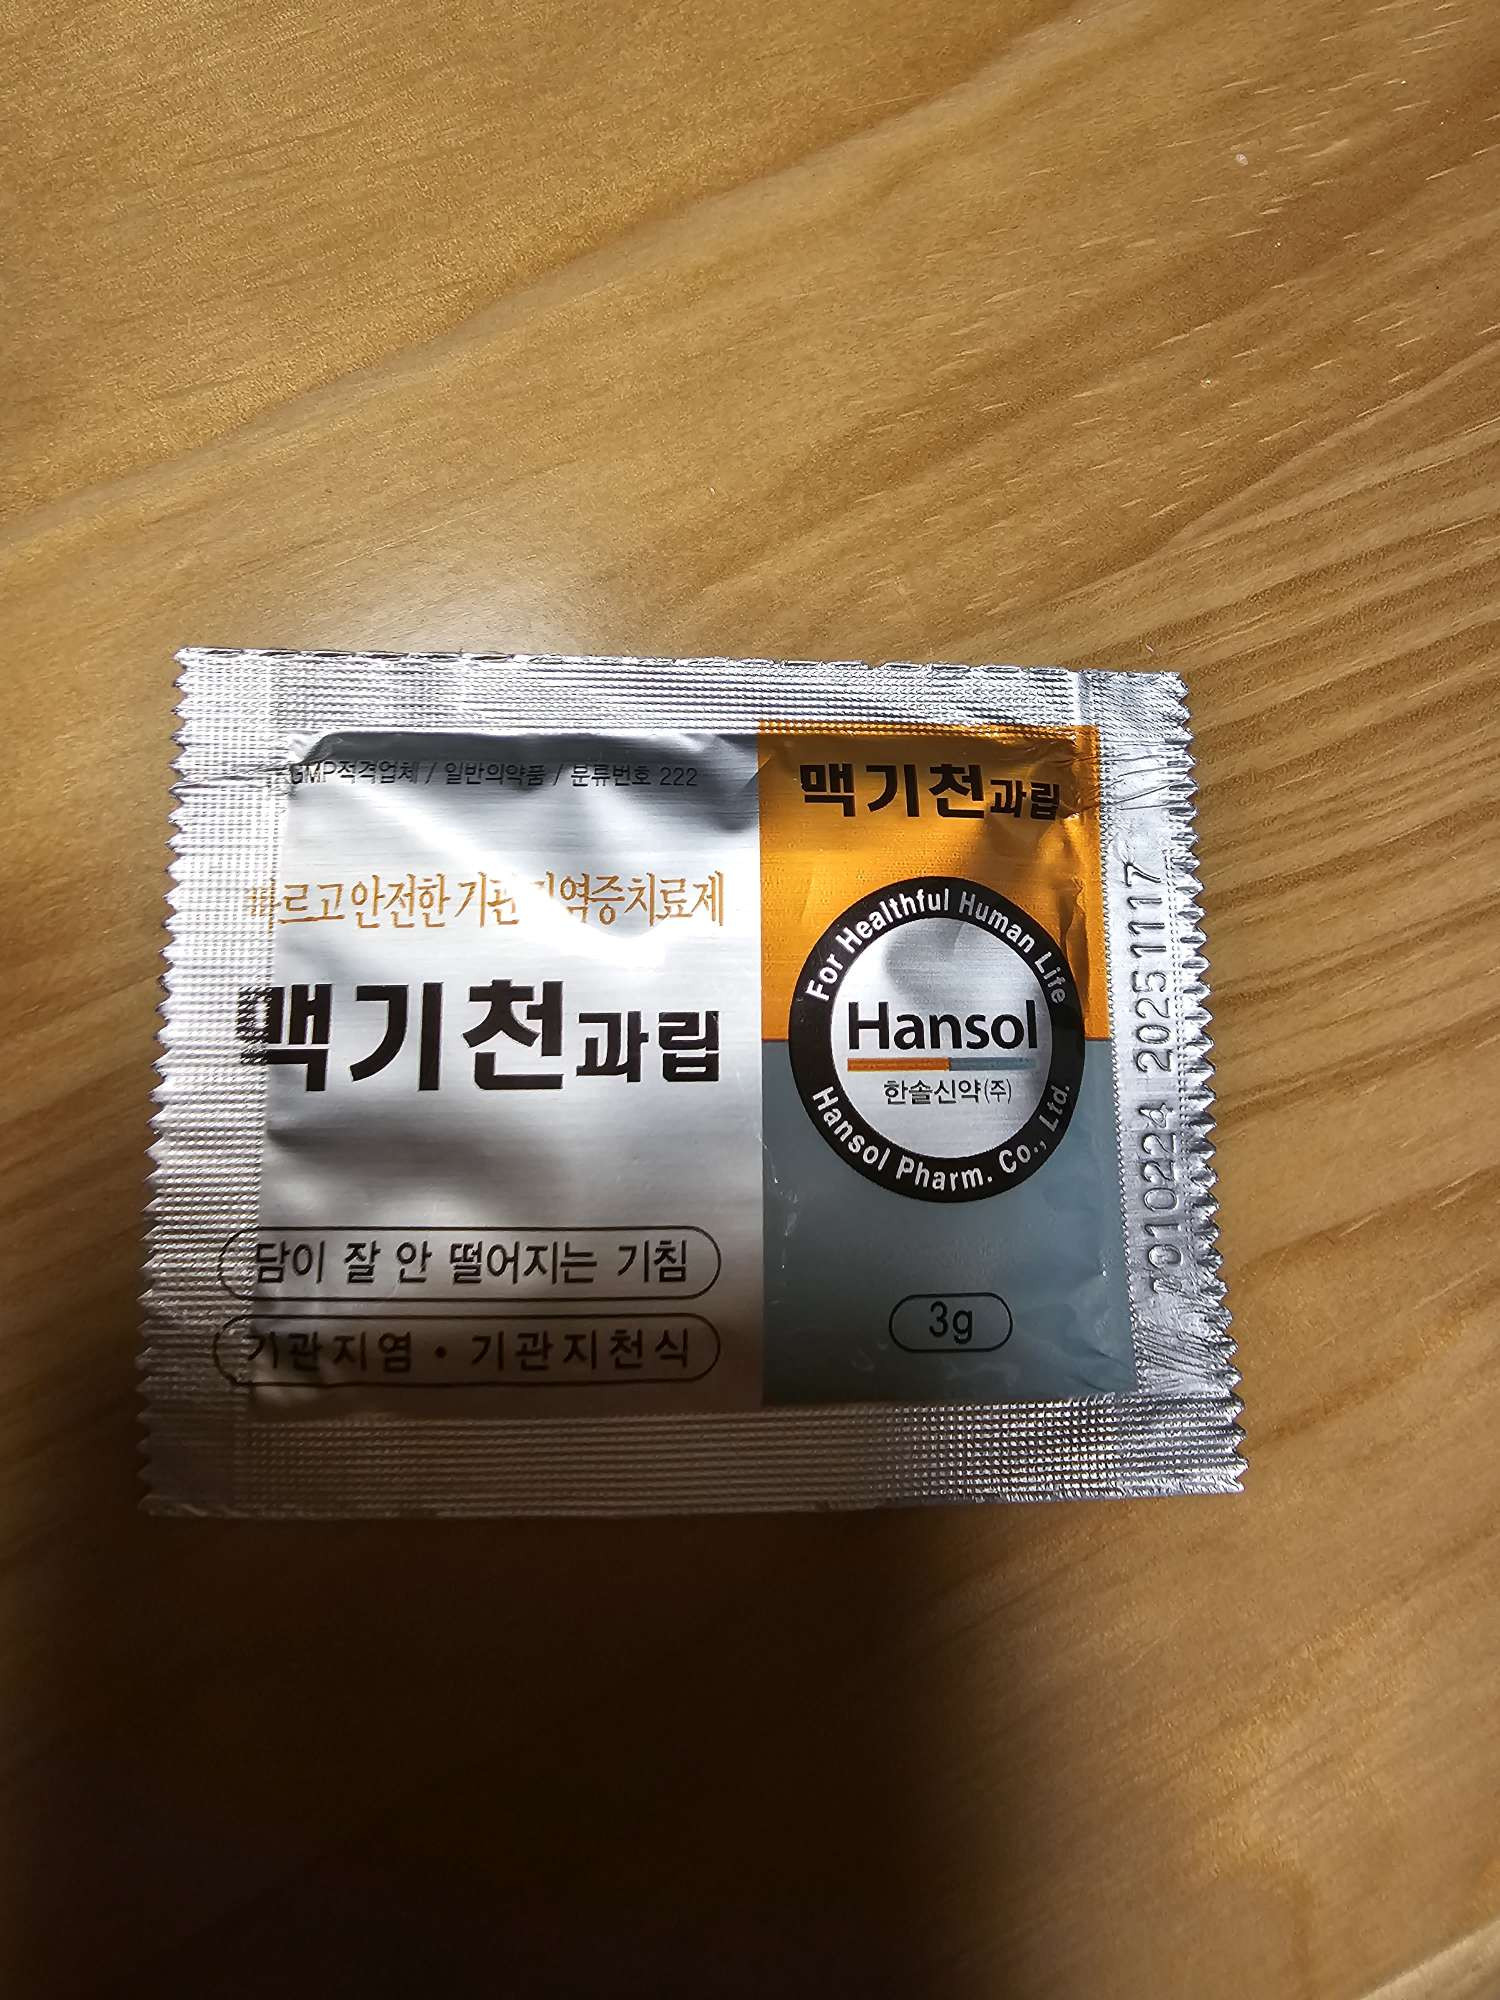 GMP적격업체 / 일반의약품 / 분류번호 222
빠르고 안전한 기관지염증치료제
맥기천과립
담이 잘 안 떨어지는 기침
기관지염 · 기관지천식
맥기천과립
For Healthful Human Life
Hansol
한솔신약(주)
Hansol Pharm. Co., Ltd.
3g
010224 20251117